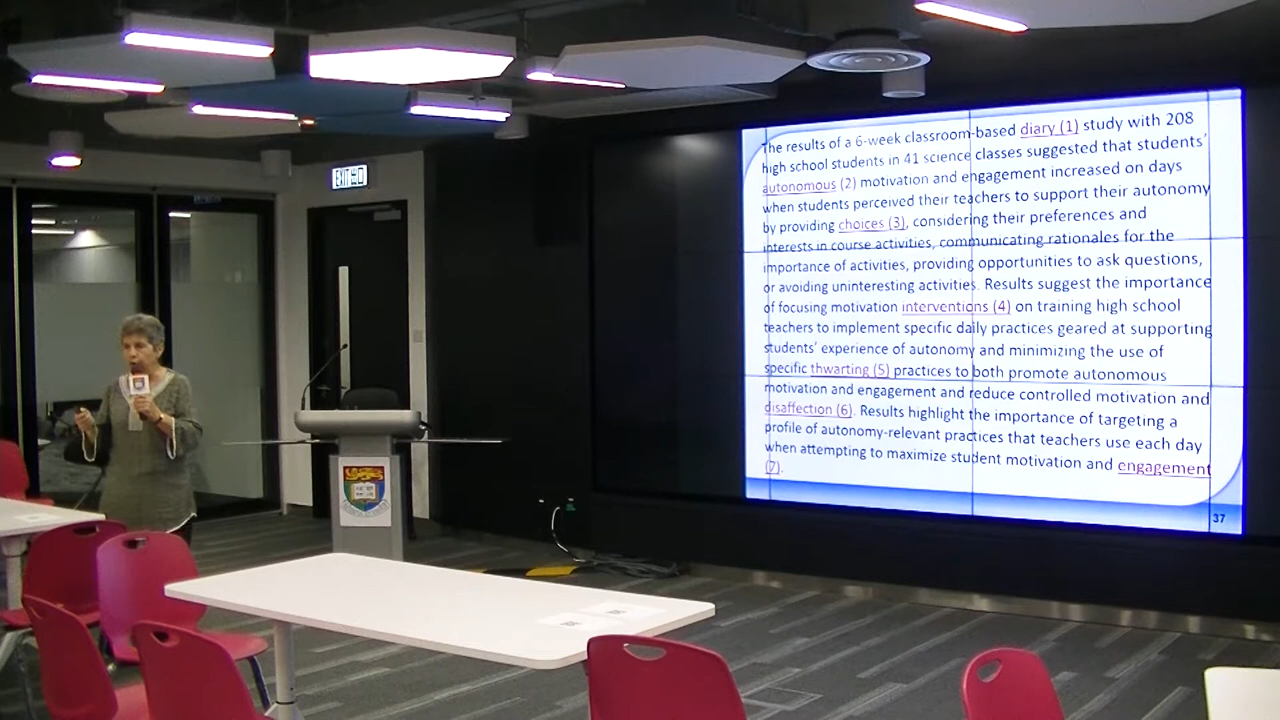 EXIT
The results of a 6-week classroom-based diary (1) study with 208
high school students in 41 science classes suggested that students'
autonomous (2) motivation and engagement increased on days
when students perceived their teachers to support their autonomy
by providing choices (3), considering their preferences and
interests in course activities, communicating rationales for the
importance of activities, providing opportunities to ask questions,
or avoiding uninteresting activities. Results suggest the importance
of focusing motivation interventions (4) on training high school
teachers to implement specific daily practices geared at supporting
students' experience of autonomy and minimizing the use of
specific thwarting (5) practices to both promote autonomous
motivation and engagement and reduce controlled motivation and
disaffection (6). Results highlight the importance of targeting a
profile of autonomy-relevant practices that teachers use each day
when attempting to maximize student motivation and engagement
(7).
37